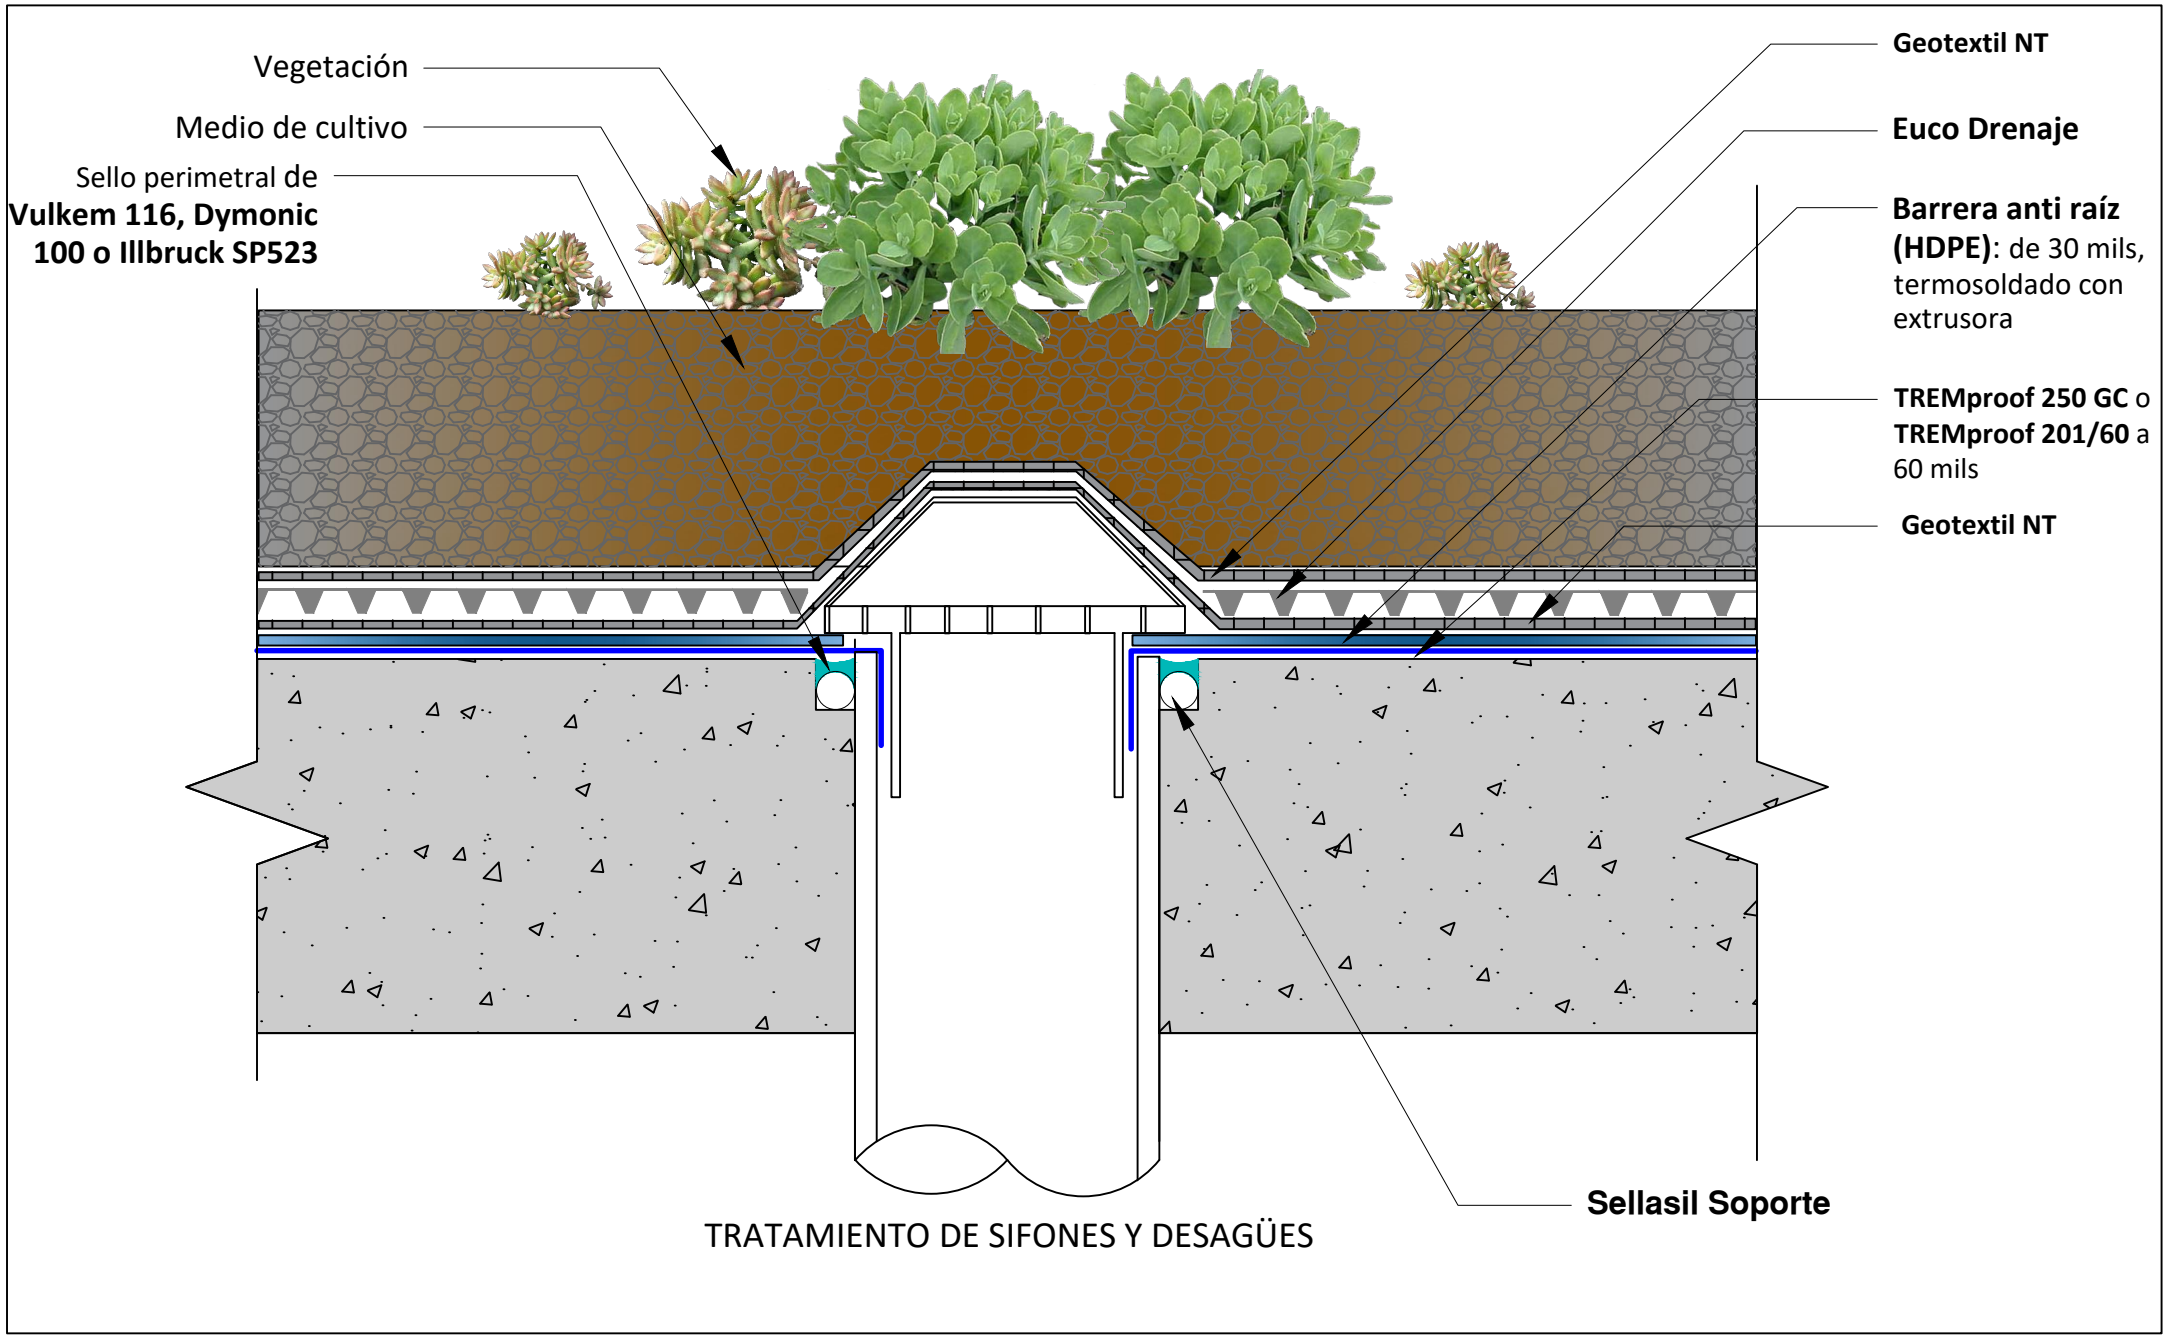 Vegetación
Medio de cultivo
Sello perimetral de
Vulkem 116, Dymonic
100 o Illbruck SP523
Geotextil NT
Euco Drenaje
Barrera anti raíz
(HDPE): de 30 mils,
termosoldado con
extrusora
TREMproof 250 GC o
TREMproof 201/60 a
60 mils
Geotextil NT
Sellasil Soporte
TRATAMIENTO DE SIFONES Y DESAGÜES